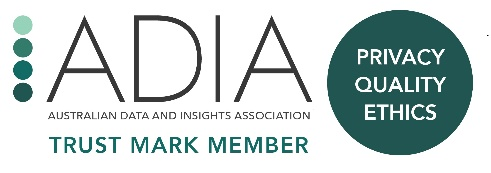 ADIA
AUSTRALIAN DATA AND INSIGHTS ASSOCIATION
TRUST MARK MEMBER
PRIVACY
QUALITY
ETHICS